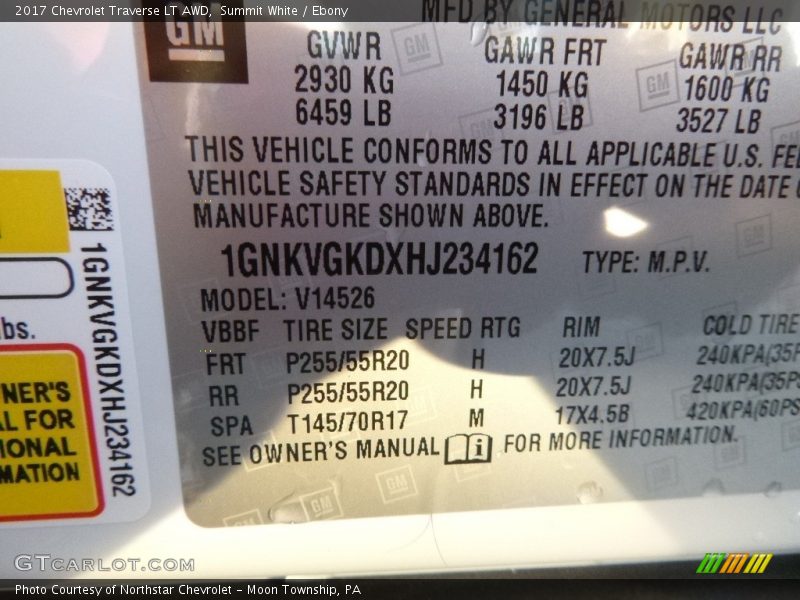 2017 Chevrolet Traverse LT AWD, Summit White / Ebony
MFD BY GENERAL MOTORS LLC
GM
GVWR GAWR FRT GAWR RR
2930 KG 1450 KG 1600 KG
6459 LB 3196 LB 3527 LB
THIS VEHICLE CONFORMS TO ALL APPLICABLE U.S.
VEHICLE SAFETY STANDARDS IN EFFECT ON THE DATE
MANUFACTURE SHOWN ABOVE.
1GNKVGKDXHJ234162 TYPE: M.P.V.
MODEL: V14526
VBBF TIRE SIZE SPEED RTG RIM COLD TIRE
FRT P255/55R20 H 20X7.5J 240KPA(35P
RR P255/55R20 H 20X7.5J 240KPA(35PS
SPA T145/70R17 M 17X4.5B 420KPA(60PS
SEE OWNER'S MANUAL i FOR MORE INFORMATION.
1GNKVGKDXHJ234162
lbs.
WNER'S
AL FOR
IONAL
MATION
GTcarlot.com
Photo Courtesy of Northstar Chevrolet - Moon Township, PA